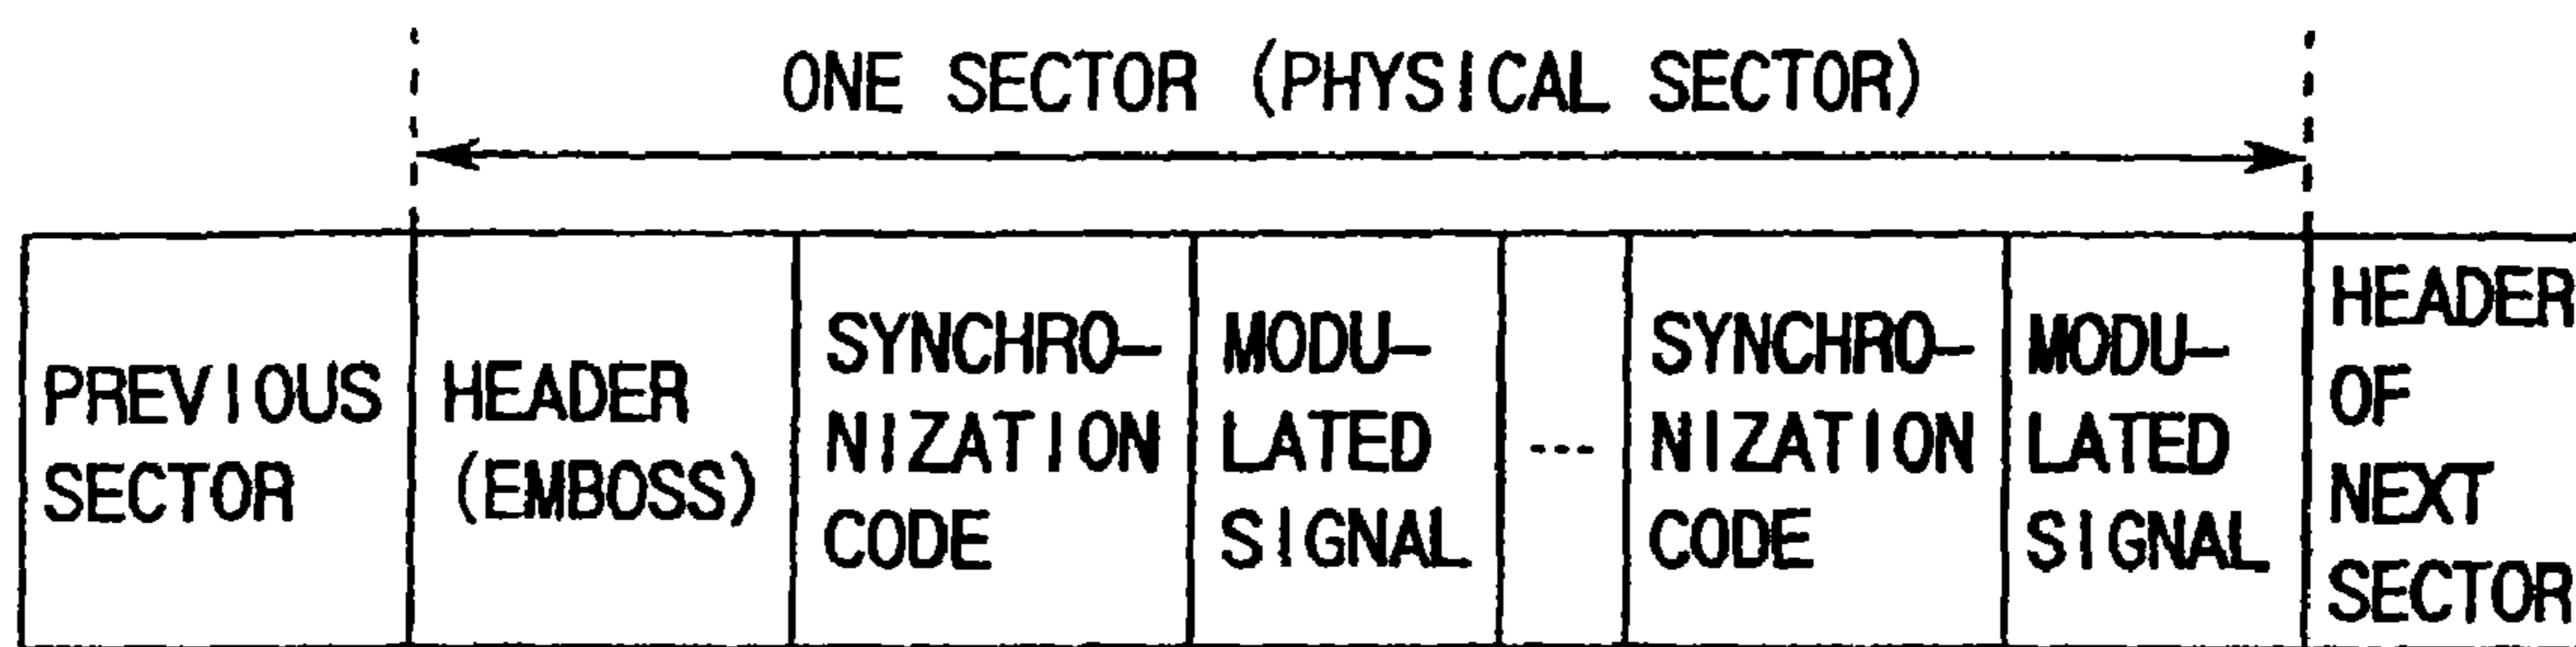 ONE SECTOR (PHYSICAL SECTOR)
PREVIOUS
SECTOR
HEADER
(EMBOSS)
SYNCHRO-
NIZATION
CODE
MODU-
LATED
SIGNAL
---
SYNCHRO-
NIZATION
CODE
MODU-
LATED
SIGNAL
HEADER
OF
NEXT
SECTOR